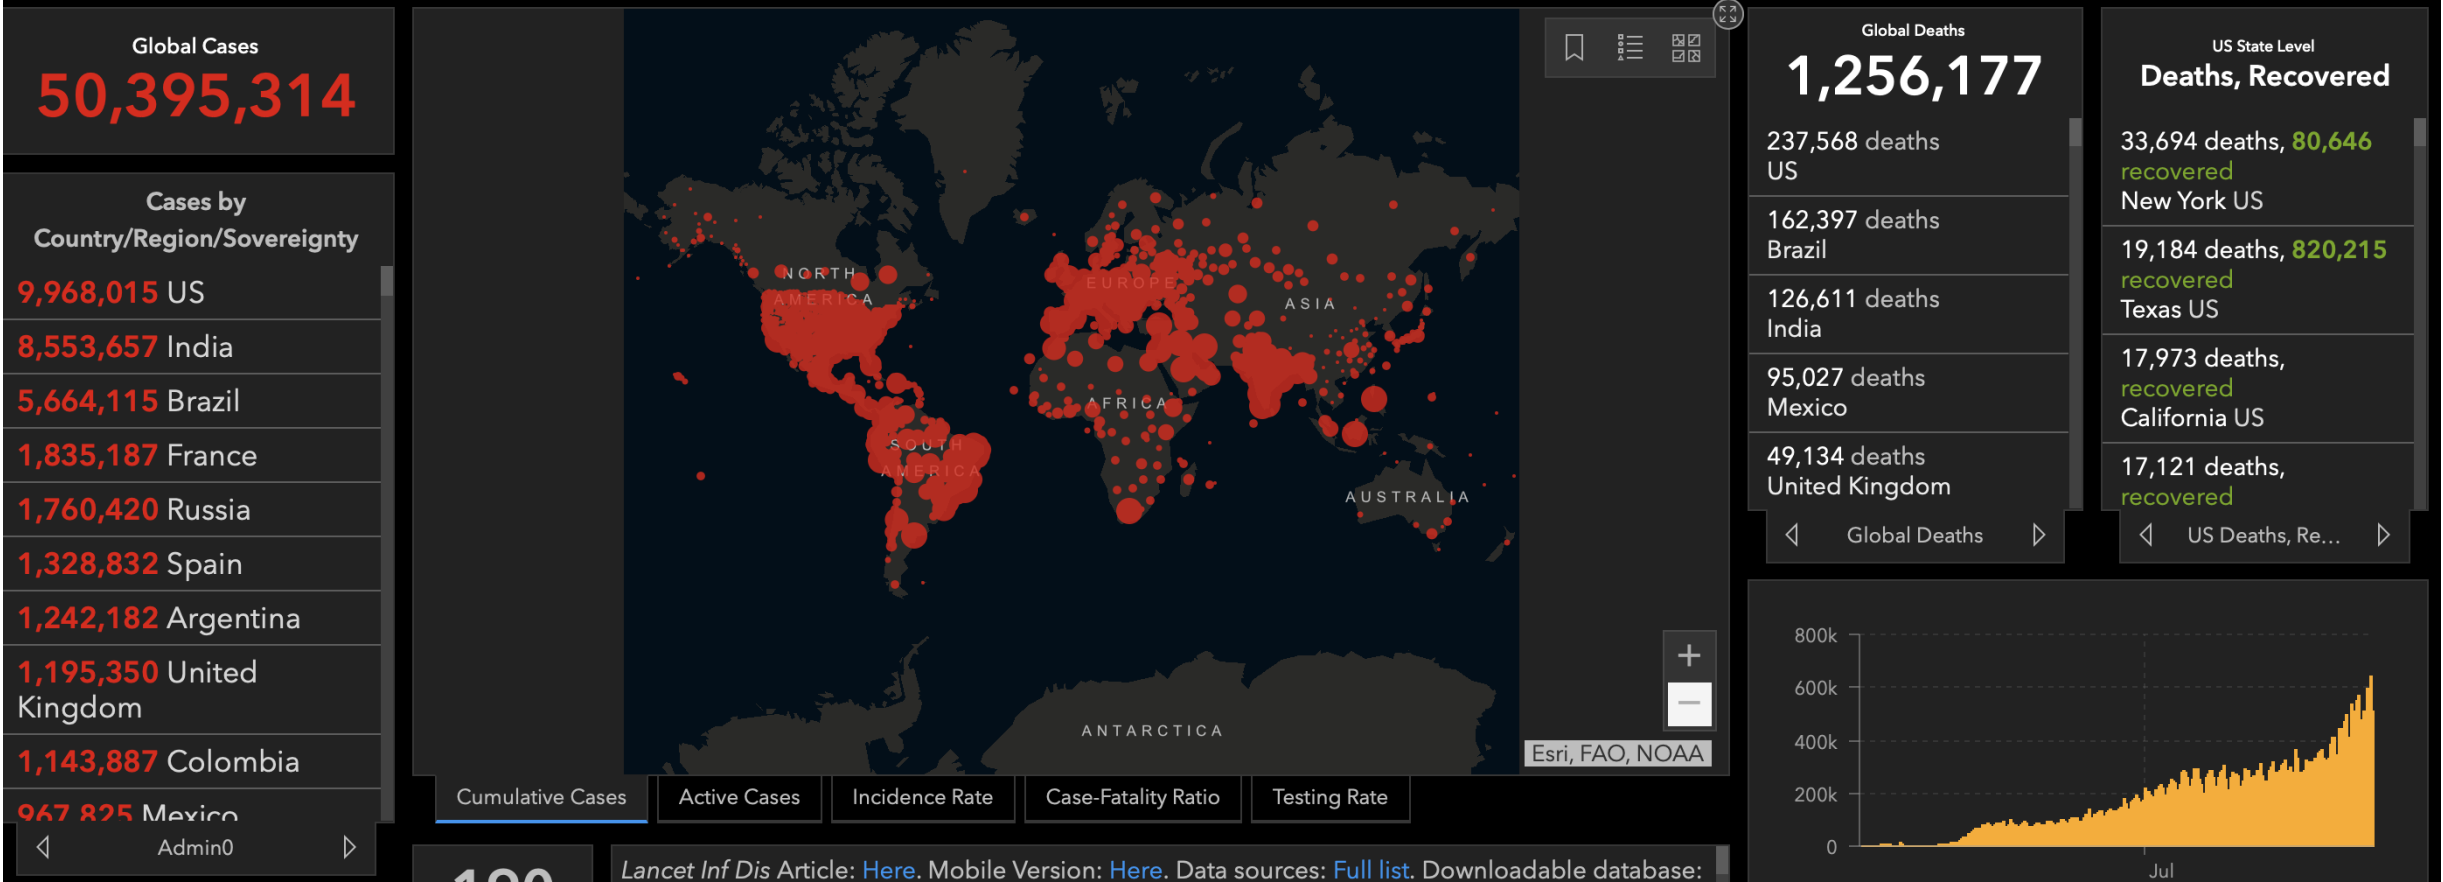 Global Cases
50,395,314
Cases by
Country/Region/Sovereignty
9,968,015 US
8,553,657 India
5,664,115 Brazil
1,835,187 France
1,760,420 Russia
1,328,832 Spain
1,242,182 Argentina
1,195,350 United
Kingdom
1,143,887 Colombia
967,825 Mexico
Admin0
NORTH
AMERICA
SOUTH
AMERICA
EUROPE
ASIA
AFRICA
AUSTRALIA
ANTARCTICA
+
−
Esri, FAO, NOAA
Cumulative Cases
Active Cases
Incidence Rate
Case-Fatality Ratio
Testing Rate
Lancet Inf Dis Article: Here. Mobile Version: Here. Data sources: Full list. Downloadable database:
Global Deaths
1,256,177
237,568 deaths
US
162,397 deaths
Brazil
126,611 deaths
India
95,027 deaths
Mexico
49,134 deaths
United Kingdom
Global Deaths
US State Level
Deaths, Recovered
33,694 deaths, 80,646
recovered
New York US
19,184 deaths, 820,215
recovered
Texas US
17,973 deaths,
recovered
California US
17,121 deaths,
recovered
US Deaths, Re...
800k
600k
400k
200k
0
Jul